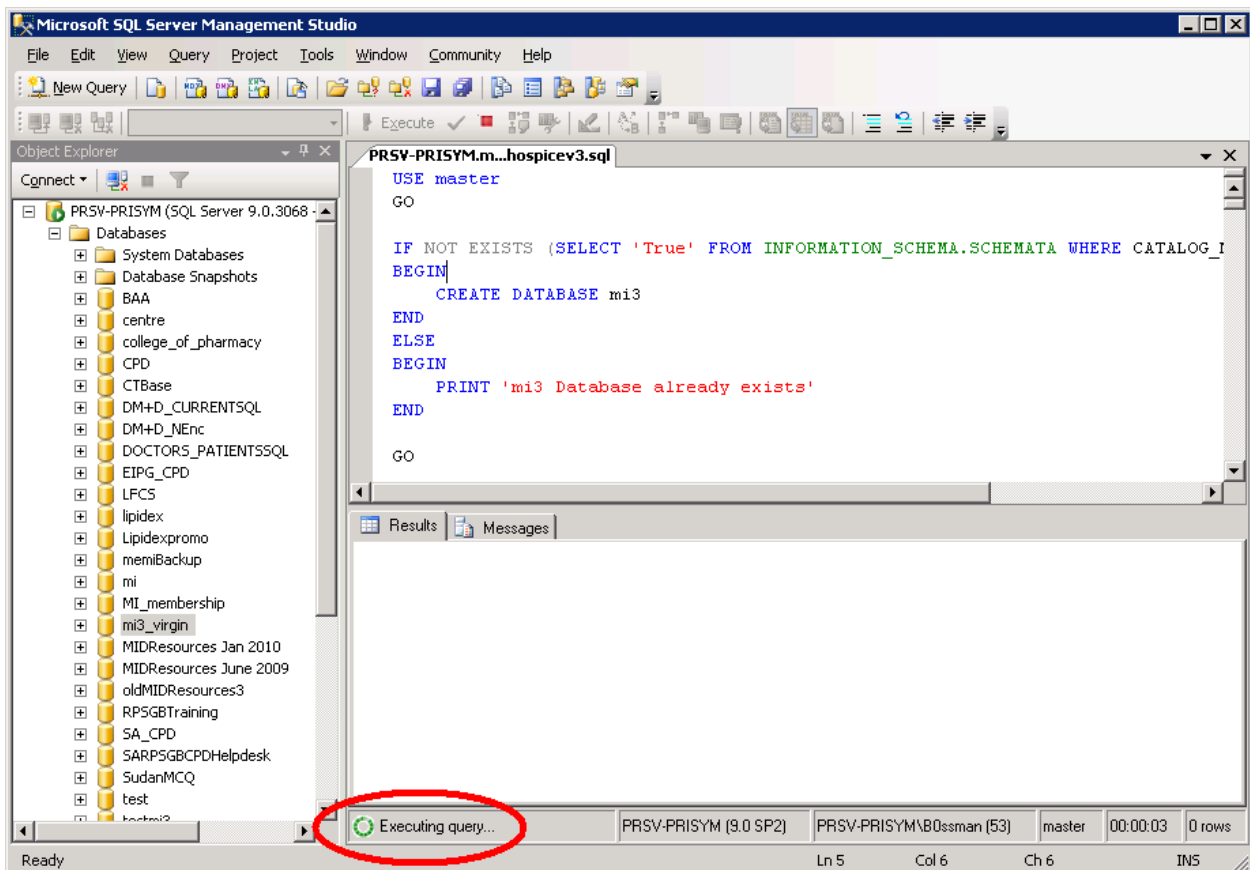 Microsoft SQL Server Management Studio
File Edit View Query Project Tools Window Community Help
New Query
Execute
Object Explorer
PRSV-PRISYM.m...hospicev3.sql
Connect
PRSV-PRISYM (SQL Server 9.0.3068 -
Databases
System Databases
Database Snapshots
BAA
centre
college_of_pharmacy
CPD
CTBase
DM+D_CURRENTSQL
DM+D_NEnc
DOCTORS_PATIENTSSQL
EIPG_CPD
LFCS
lipidex
Lipidexpromo
memiBackup
mi
MI_membership
mi3_virgin
MIDResources Jan 2010
MIDResources June 2009
oldMIDResources3
RPSGBTraining
SA_CPD
SARPSGBCPDHelpdesk
SudanMCQ
test
USE master
GO
IF NOT EXISTS (SELECT 'True' FROM INFORMATION_SCHEMA.SCHEMATA WHERE
BEGIN
CREATE DATABASE mi3
END
ELSE
BEGIN
PRINT 'mi3 Database already exists'
END
GO
Results Messages
Executing query... PRSV-PRISYM (9.0 SP2) PRSV-PRISYM\B0ssman (53) master 00:00:03 0 rows
Ready Ln 5 Col 6 Ch 6 INS